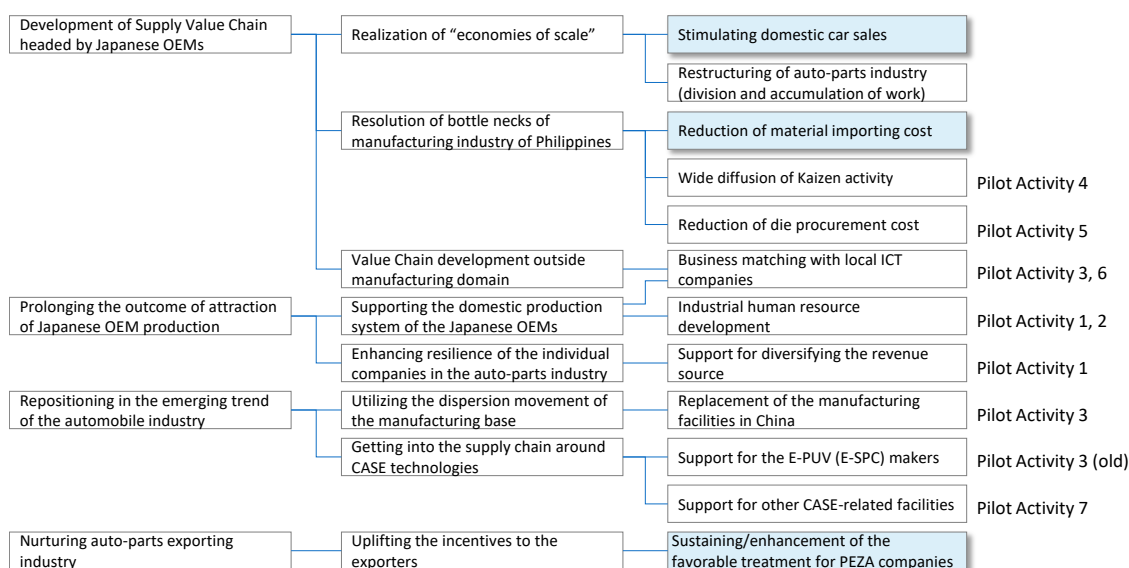 Development of Supply Value Chain
headed by Japanese OEMs
Realization of “economies of scale”
Stimulating domestic car sales
Restructuring of auto-parts industry
(division and accumulation of work)
Resolution of bottle necks of
manufacturing industry of Philippines
Reduction of material importing cost
Wide diffusion of Kaizen activity
Pilot Activity 4
Reduction of die procurement cost
Pilot Activity 5
Value Chain development outside
manufacturing domain
Business matching with local ICT
companies
Pilot Activity 3, 6
Prolonging the outcome of attraction
of Japanese OEM production
Supporting the domestic production
system of the Japanese OEMs
Industrial human resource
development
Pilot Activity 1, 2
Enhancing resilience of the individual
companies in the auto-parts industry
Support for diversifying the revenue
source
Pilot Activity 1
Repositioning in the emerging trend
of the automobile industry
Utilizing the dispersion movement of
the manufacturing base
Replacement of the manufacturing
facilities in China
Pilot Activity 3
Getting into the supply chain around
CASE technologies
Support for the E-PUV (E-SPC) makers
Pilot Activity 3 (old)
Support for other CASE-related facilities
Pilot Activity 7
Nurturing auto-parts exporting
industry
Uplifting the incentives to the
exporters
Sustaining/enhancement of the
favorable treatment for PEZA companies